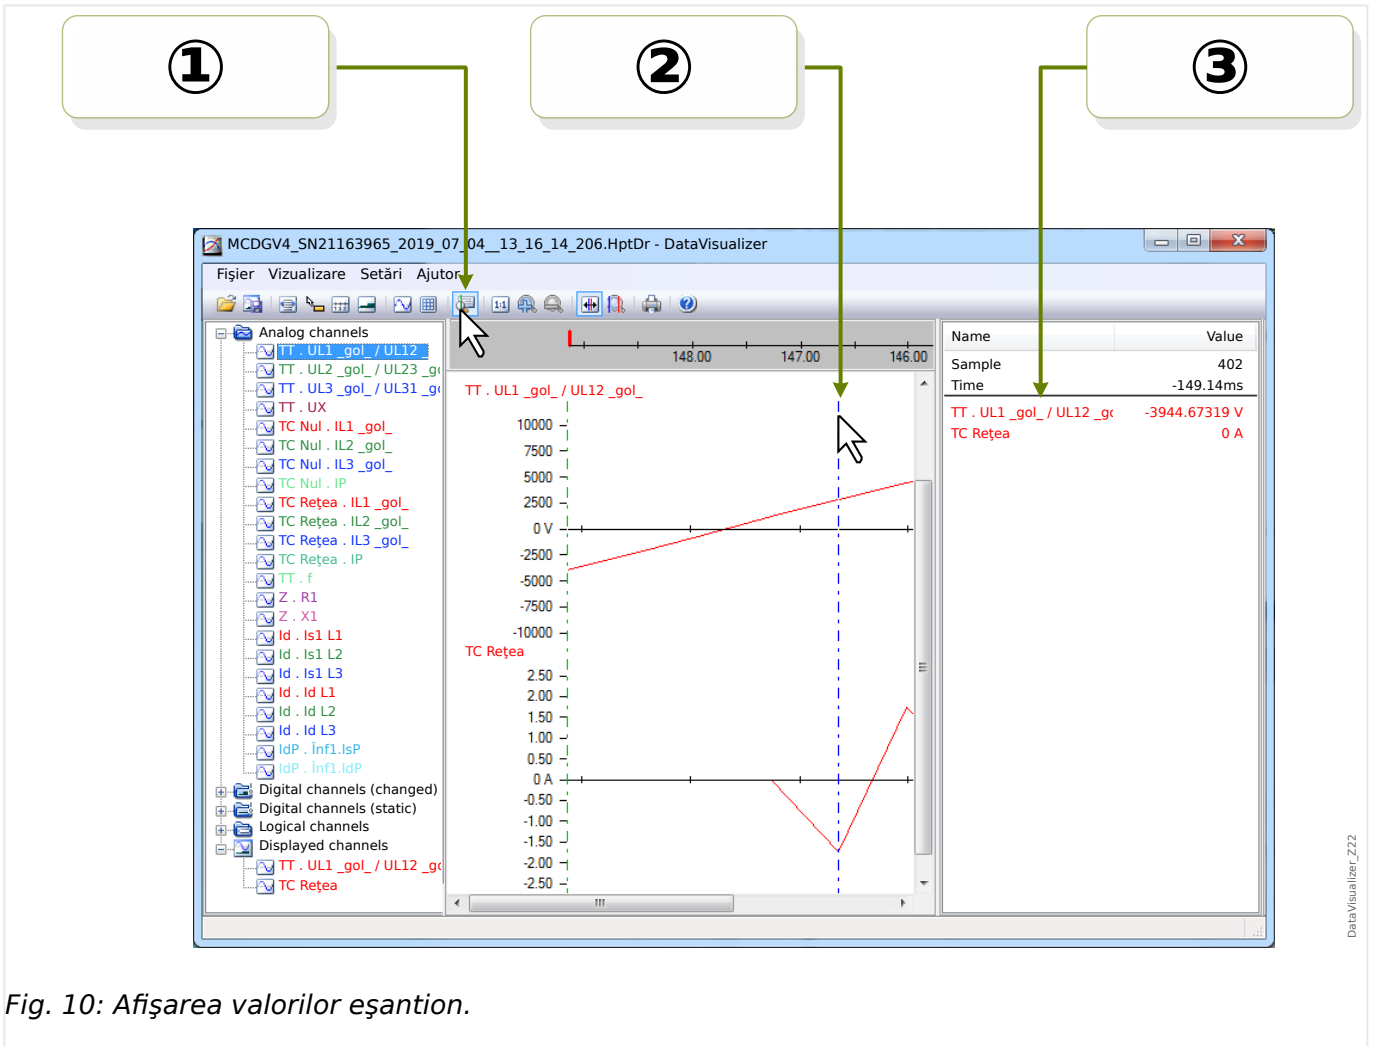 ① ② ③
MCDGV4_SN21163965_2019_07_04__13_16_14_206.HptDr - DataVisualizer
Fişier Vizualizare Setări Ajutor
1:1
Analog channels
TT . UL1 _gol_ / UL12 _
TT . UL2 _gol_ / UL23 _go
TT . UL3 _gol_ / UL31 _go
TT . UX
TC Nul . IL1 _gol_
TC Nul . IL2 _gol_
TC Nul . IL3 _gol_
TC Nul . IP
TC Reţea . IL1 _gol_
TC Reţea . IL2 _gol_
TC Reţea . IL3 _gol_
TC Reţea . IP
TT . f
Z . R1
Z . X1
Id . Is1 L1
Id . Is1 L2
Id . Is1 L3
Id . Id L1
Id . Id L2
Id . Id L3
IdP . Înf1.IsP
IdP . Înf1.IdP
Digital channels (changed)
Digital channels (static)
Logical channels
Displayed channels
TT . UL1 _gol_ / UL12 _go
TC Reţea
148.00 147.00 146.00
TT . UL1 _gol_ / UL12 _gol_
10000
7500
5000
2500
0 V
-2500
-5000
-7500
-10000
TC Reţea
2.50
2.00
1.50
1.00
0.50
0 A
-0.50
-1.00
-1.50
-2.00
-2.50
Name Value
Sample 402
Time -149.14ms
TT . UL1 _gol_ / UL12 _go -3944.67319 V
TC Reţea 0 A
DataVisualizer_Z22
Fig. 10: Afişarea valorilor eşantion.